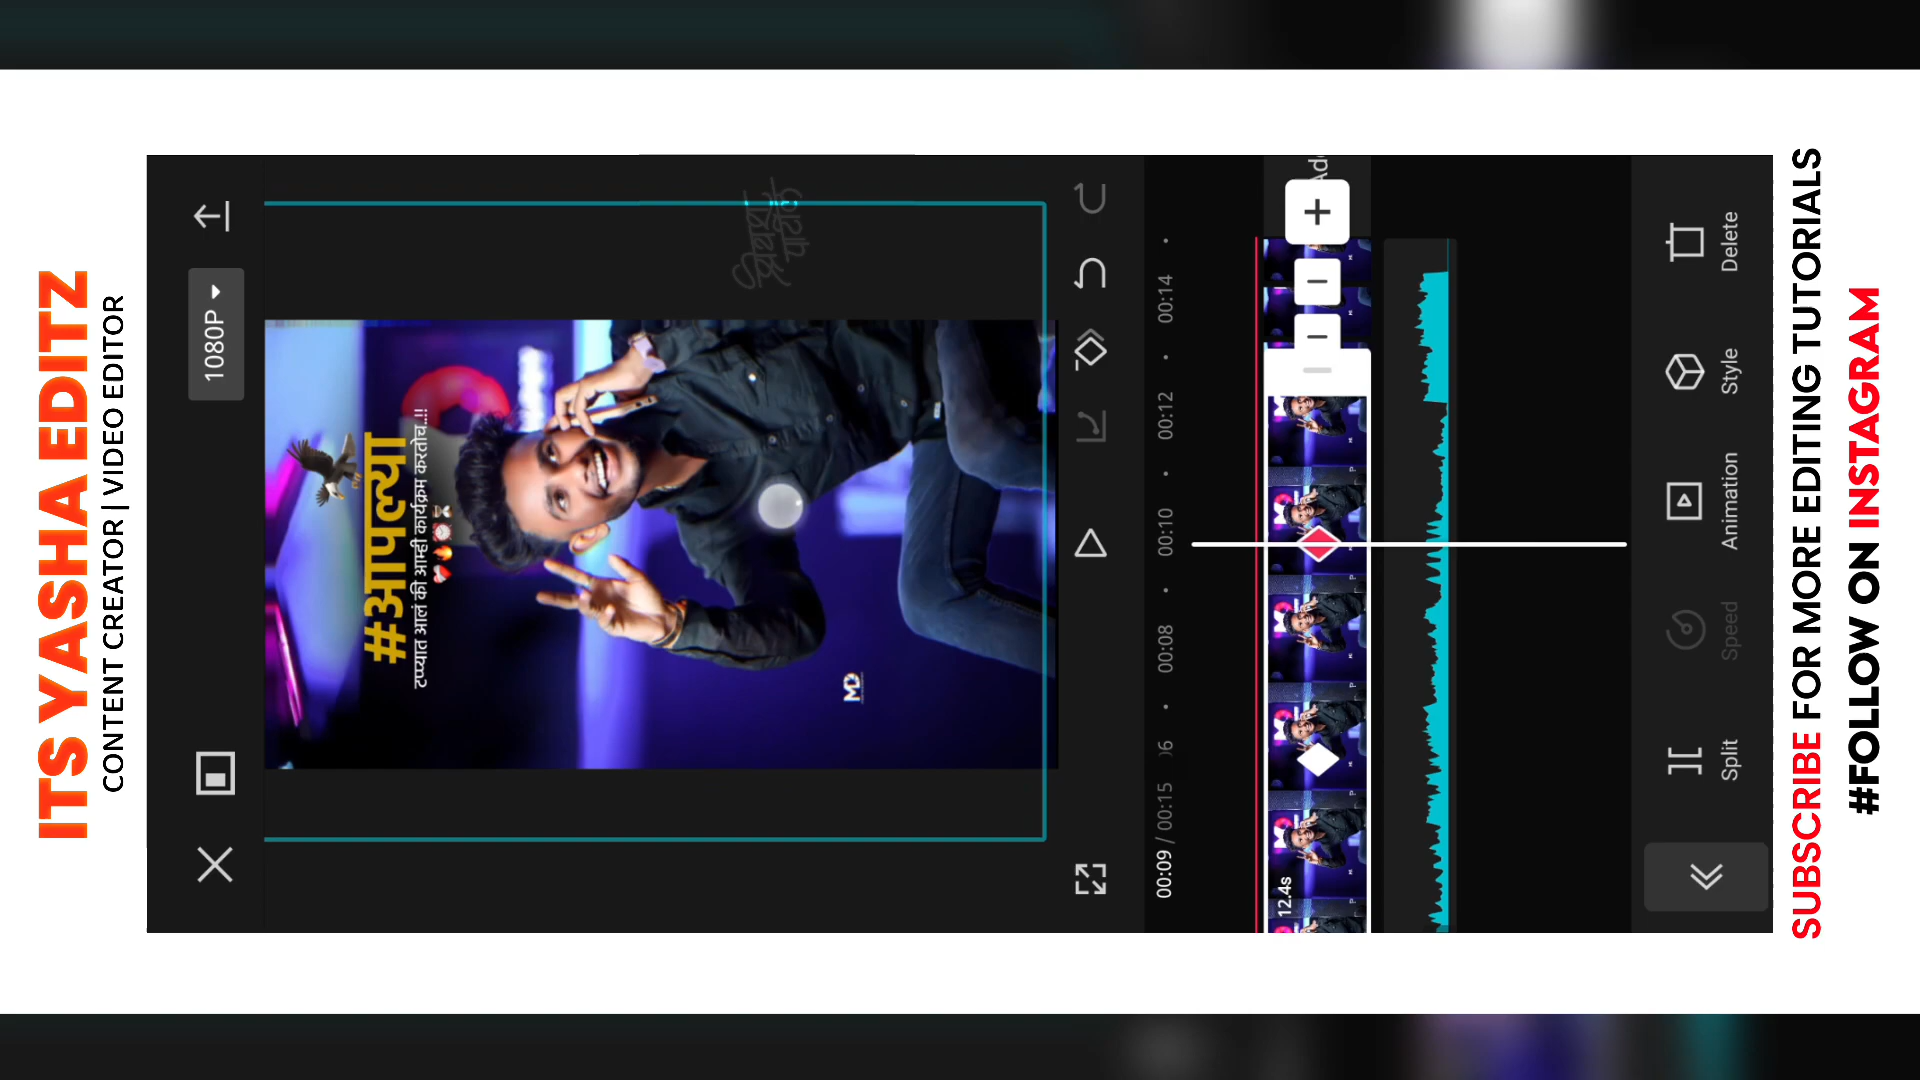 ITS YASHA EDITZ
CONTENT CREATOR | VIDEO EDITOR
1080P
#आपल्या
टप्प्यात आलं की आम्ही कार्यक्रम करतोच..!!
MD
00:09 / 00:15
00:08
00:10
00:12
00:14
12.4s
Split
Speed
Animation
Style
Delete
SUBSCRIBE FOR MORE EDITING TUTORIALS
#FOLLOW ON INSTAGRAM